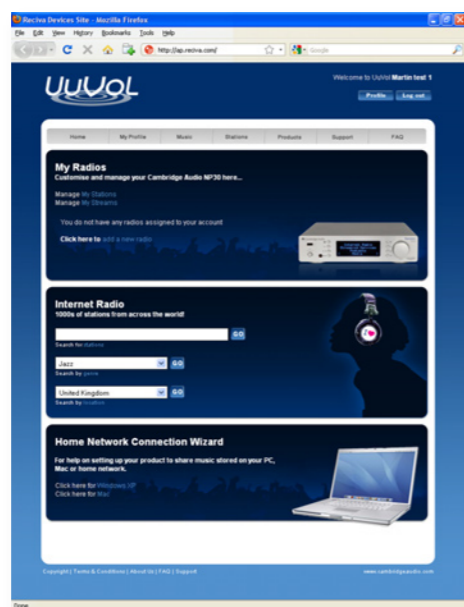 Reciva Devices Site - Mozilla Firefox
File Edit View History Bookmarks Tools Help
http://ap.reciva.com/
Google
UuVol
Welcome to UuVol Martin test 1
Profile Log out
Home My Profile Music Stations Products Support FAQ
My Radios
Customise and manage your Cambridge Audio NP30 here...
Manage My Stations
Manage My Streams
You do not have any radios assigned to your account
Click here to add a new radio
Internet Radio
1000s of stations from across the world!
GO
Search for stations
Jazz GO
Search by genre
United Kingdom GO
Search by location
Home Network Connection Wizard
For help on setting up your product to share music stored on your PC,
Mac or home network.
Click here for Windows XP
Click here for Mac
Copyright | Terms & Conditions | About Us | FAQ | Support www.cambridgeaudio.com
Done